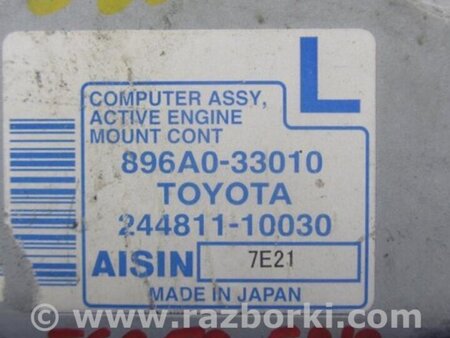 L
COMPUTER ASSY,
ACTIVE ENGINE
MOUNT CONT
896A0-33010
TOYOTA
244811-10030
AISIN 7E21
MADE IN JAPAN
© www.razborki.com